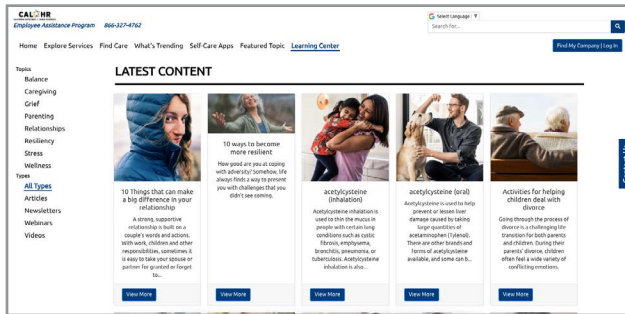 CALHR
Employee Assistance Program 866-327-4762
Select Language ▼
Search for...
Home Explore Services Find Care What's Trending Self-Care Apps Featured Topic Learning Center
Find My Company | Log In
Topics
Balance
Caregiving
Grief
Parenting
Relationships
Resiliency
Stress
Wellness
Types
All Types
Articles
Newsletters
Webinars
Videos
LATEST CONTENT
10 Things that can make
a big difference in your
relationship
A strong, supportive
relationship is built on a
couple's words and actions.
With work, children and other
responsibilities, sometimes it
is easy to take your spouse or
partner for granted or forget
to...
View More
10 ways to become
more resilient
How good are you at coping
with adversity? Somehow, life
always finds a way to present
you with challenges that you
didn't see coming.
View More
acetylcysteine
(inhalation)
Acetylcysteine inhalation is
used to thin the mucus in
people with certain lung
conditions such as cystic
fibrosis, emphysema,
bronchitis, pneumonia, or
tuberculosis. Acetylcysteine
inhalation is also...
View More
acetylcysteine (oral)
Acetylcysteine is used to help
prevent or lessen liver
damage caused by taking
large quantities of
acetaminophen (Tylenol).
There are other brands and
forms of acetylcysteine
available, and some can b...
View More
Activities for helping
children deal with
divorce
Going through the process of
divorce is a challenging life
transition for both parents
and children. During their
parents' divorce, children
often feel a wide variety of
conflicting emotions.
View More